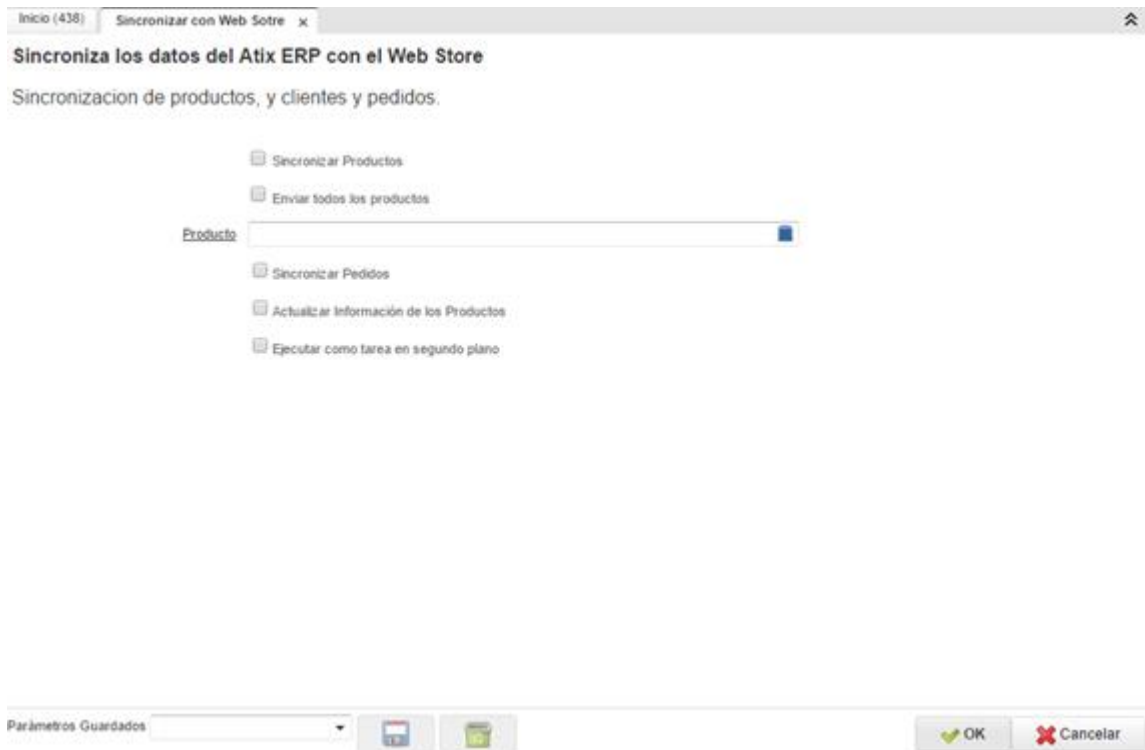 Inicio (438) Sincronizar con Web Sotre x
Sincroniza los datos del Atix ERP con el Web Store
Sincronizacion de productos, y clientes y pedidos.
Sincronizar Productos
Enviar todos los productos
Producto
Sincronizar Pedidos
Actualizar Información de los Productos
Ejecutar como tarea en segundo plano
Parámetros Guardados OK Cancelar